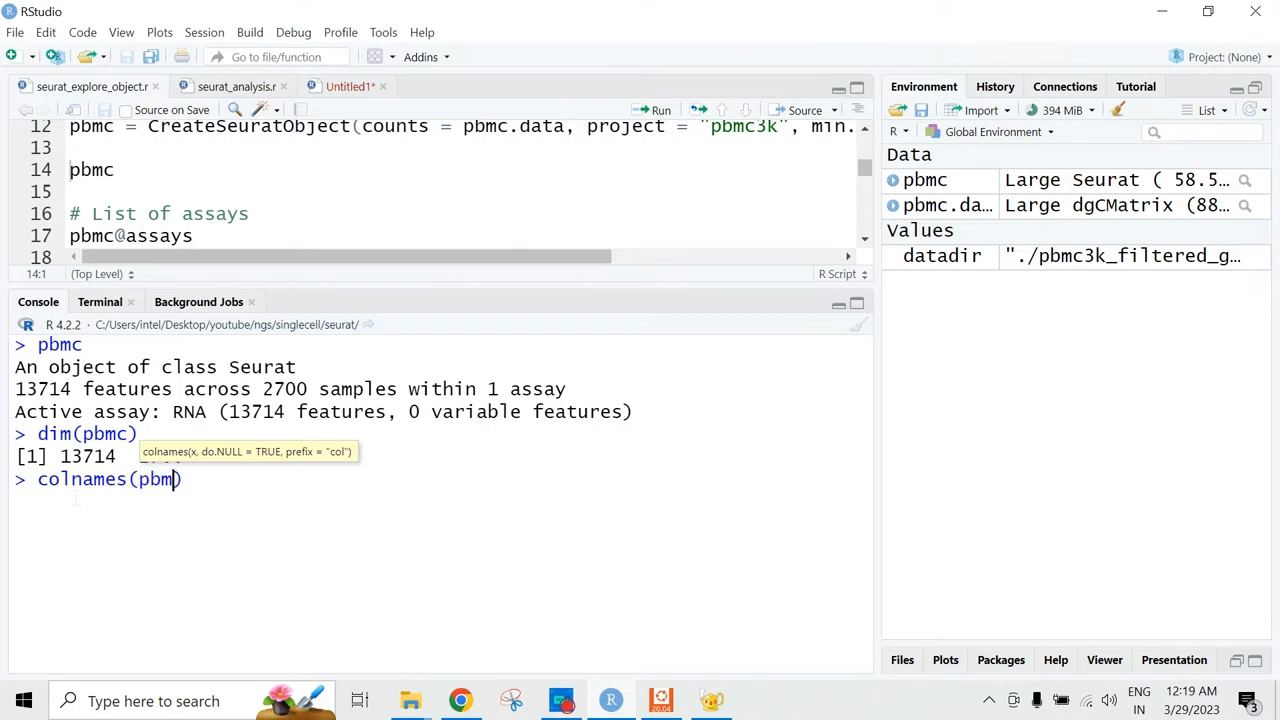 RStudio
File Edit Code View Plots Session Build Debug Profile Tools Help
Go to file/function Addins Project: (None)
seurat_explore_object.r seurat_analysis.r Untitled1*
Source on Save Run Source
12 pbmc = CreateSeuratObject(counts = pbmc.data, project = "pbmc3k", min.
13
14 pbmc
15
16 # List of assays
17 pbmc@assays
18
14:1 (Top Level) R Script
Console Terminal Background Jobs
R 4.2.2 · C:/Users/intel/Desktop/youtube/ngs/singlecell/seurat/
> pbmc
An object of class Seurat
13714 features across 2700 samples within 1 assay
Active assay: RNA (13714 features, 0 variable features)
> dim(pbmc)
colnames(x, do.NULL = TRUE, prefix = "col")
[1] 13714
> colnames(pbm)
Environment History Connections Tutorial
Import 394 MiB List
R Global Environment
Data
pbmc Large Seurat ( 58.5…
pbmc.da… Large dgCMatrix (88…
Values
datadir "./pbmc3k_filtered_g…
Files Plots Packages Help Viewer Presentation
Type here to search
20.04
ENG
IN
12:19 AM
3/29/2023
3